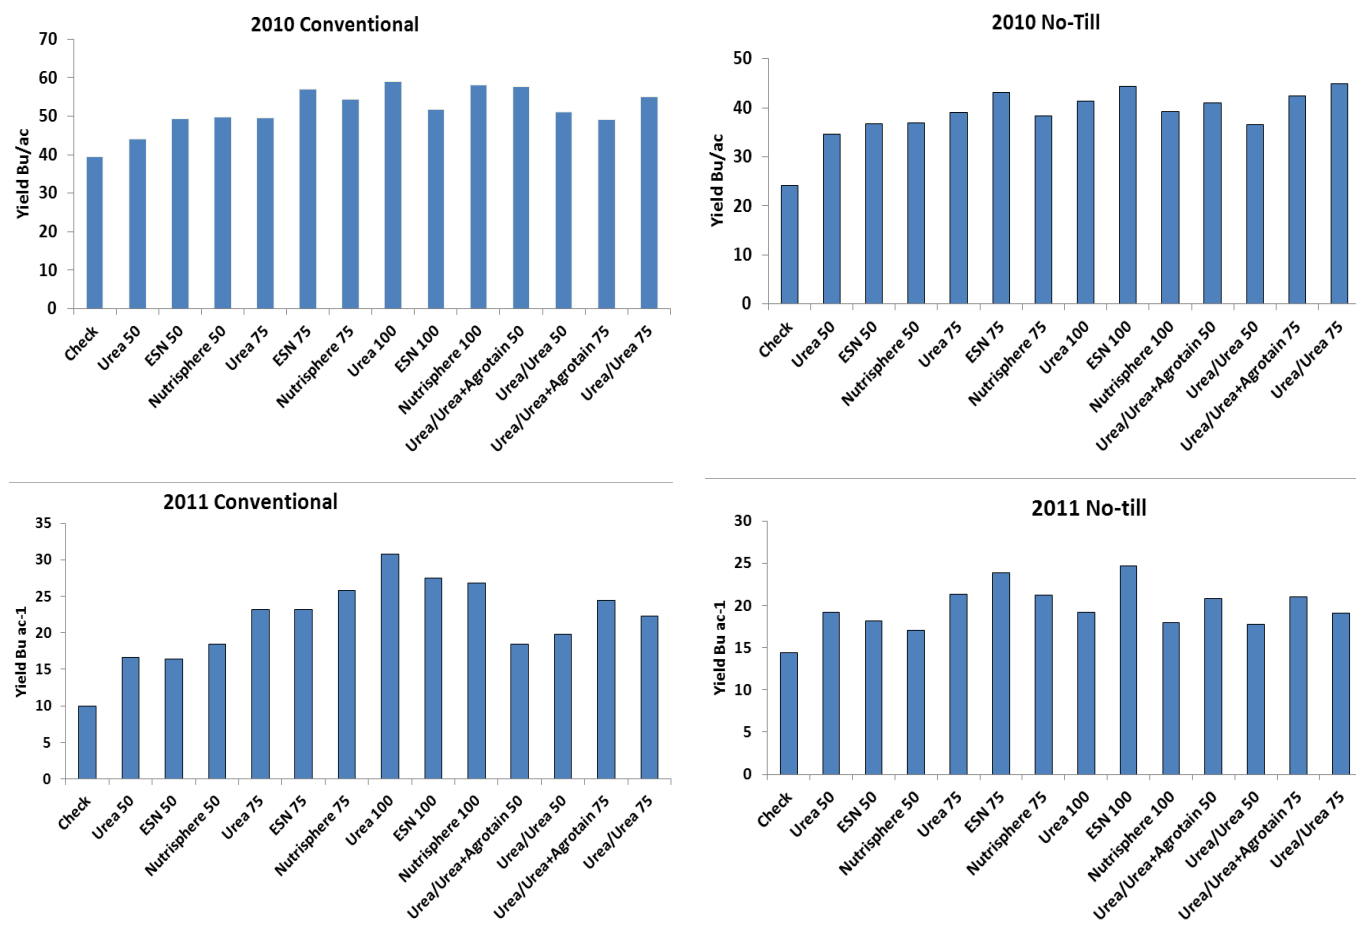 2010 Conventional
Yield Bu/ac
70
60
50
40
30
20
10
0
Check
Urea 50
ESN 50
Nutrisphere 50
Urea 75
ESN 75
Nutrisphere 75
Urea 100
ESN 100
Nutrisphere 100
Urea/Urea+Agrotain 50
Urea/Urea 50
Urea/Urea+Agrotain 75
Urea/Urea 75
2010 No-Till
Yield Bu/ac
50
40
30
20
10
0
Check
Urea 50
ESN 50
Nutrisphere 50
Urea 75
ESN 75
Nutrisphere 75
Urea 100
ESN 100
Nutrisphere 100
Urea/Urea+Agrotain 50
Urea/Urea 50
Urea/Urea+Agrotain 75
Urea/Urea 75
2011 Conventional
Yield Bu ac-1
35
30
25
20
15
10
5
0
Check
Urea 50
ESN 50
Nutrisphere 50
Urea 75
ESN 75
Nutrisphere 75
Urea 100
ESN 100
Nutrisphere 100
Urea/Urea+Agrotain 50
Urea/Urea 50
Urea/Urea+Agrotain 75
Urea/Urea 75
2011 No-till
Yield Bu ac-1
30
25
20
15
10
5
0
Check
Urea 50
ESN 50
Nutrisphere 50
Urea 75
ESN 75
Nutrisphere 75
Urea 100
ESN 100
Nutrisphere 100
Urea/Urea+Agrotain 50
Urea/Urea 50
Urea/Urea+Agrotain 75
Urea/Urea 75